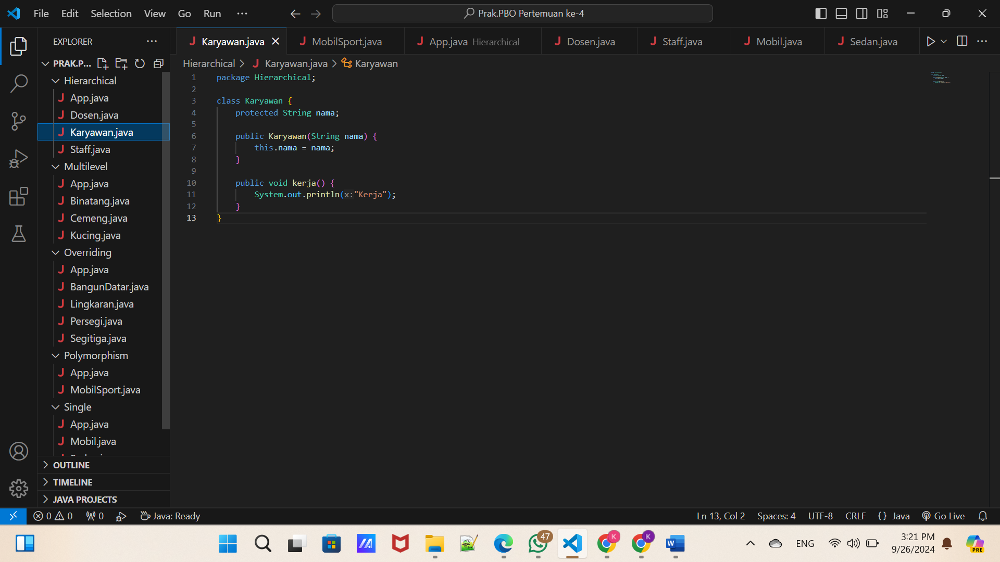 File Edit Selection View Go Run ···
Prak.PBO Pertemuan ke-4
EXPLORER
PRAK.P...
Hierarchical
App.java
Dosen.java
Karyawan.java
Staff.java
Multilevel
App.java
Binatang.java
Cemeng.java
Kucing.java
Overriding
App.java
BangunDatar.java
Lingkaran.java
Persegi.java
Segitiga.java
Polymorphism
App.java
MobilSport.java
Single
App.java
Mobil.java
OUTLINE
TIMELINE
JAVA PROJECTS
Karyawan.java MobilSport.java App.java Hierarchical Dosen.java Staff.java Mobil.java Sedan.java
Hierarchical > Karyawan.java > Karyawan
1 package Hierarchical;
2
3 class Karyawan {
4 protected String nama;
5
6 public Karyawan(String nama) {
7 this.nama = nama;
8 }
9
10 public void kerja() {
11 System.out.println(x:"Kerja");
12 }
13 }
0 0 0 Java: Ready
Ln 13, Col 2 Spaces: 4 UTF-8 CRLF {} Java Go Live
47 K K W
ENG
3:21 PM
9/26/2024
PRE